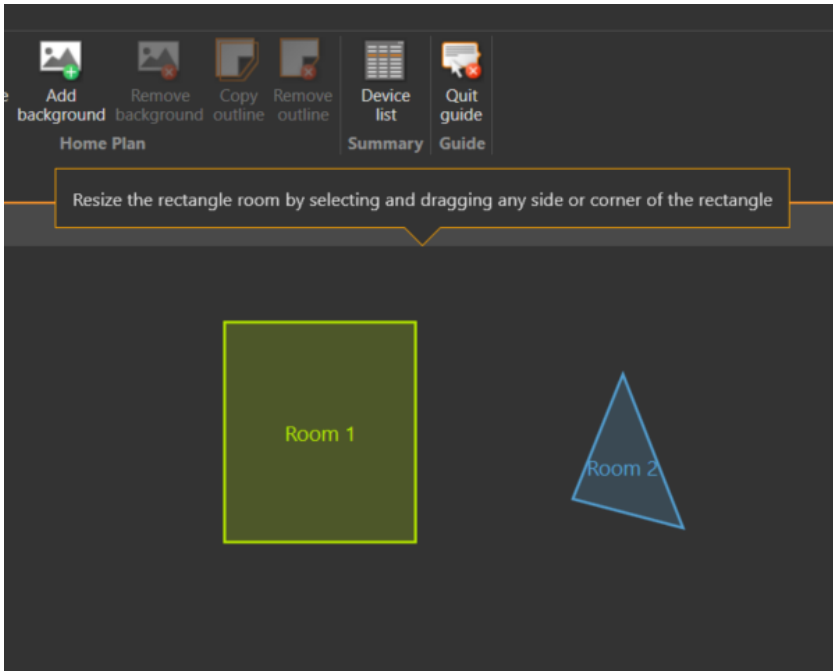 Add
background
Remove
background
Copy
outline
Remove
outline
Device
list
Quit
guide
Home Plan
Summary
Guide
Resize the rectangle room by selecting and dragging any side or corner of the rectangle
Room 1
Room 2